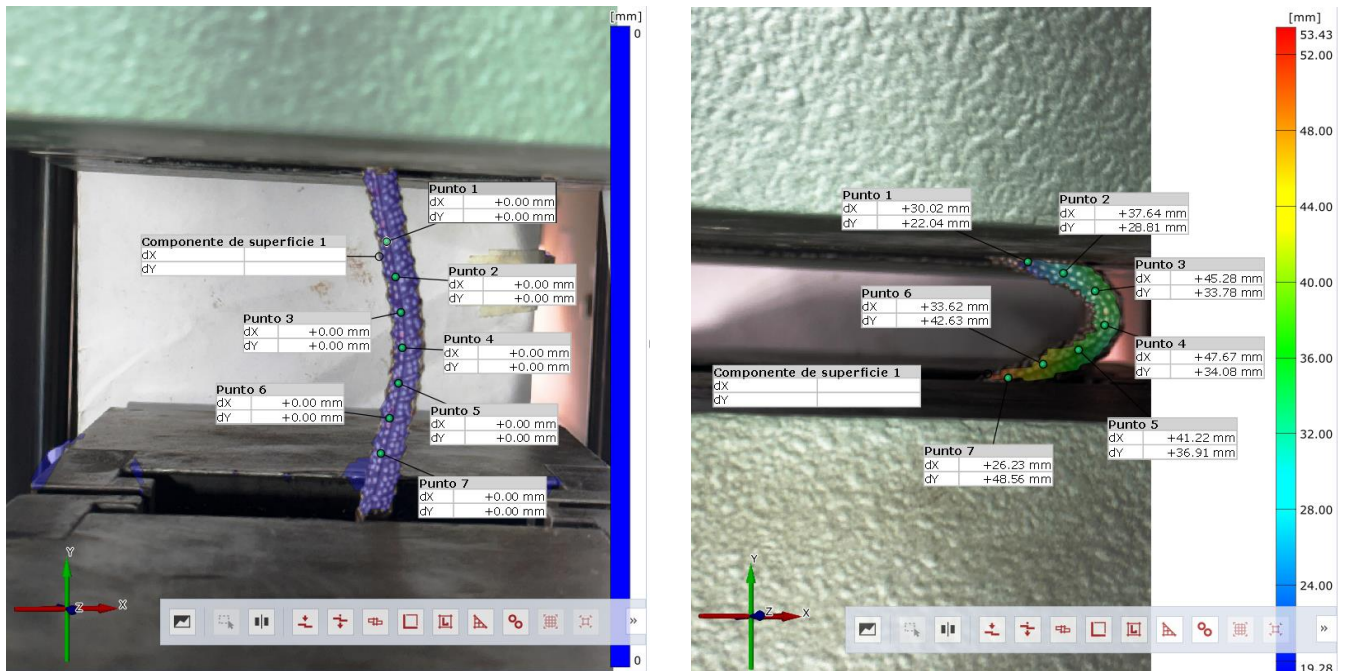 [mm]
0
Punto 1
dX +0.00 mm
dY +0.00 mm
Componente de superficie 1
dX
dY
Punto 2
dX +0.00 mm
dY +0.00 mm
Punto 3
dX +0.00 mm
dY +0.00 mm
Punto 4
dX +0.00 mm
dY +0.00 mm
Punto 6
dX +0.00 mm
dY +0.00 mm
Punto 5
dX +0.00 mm
dY +0.00 mm
Punto 7
dX +0.00 mm
dY +0.00 mm
Y
Z X
»
0
[mm]
53.43
52.00
48.00
44.00
40.00
36.00
32.00
28.00
24.00
19.28
Punto 1
dX +30.02 mm
dY +22.04 mm
Punto 2
dX +37.64 mm
dY +28.81 mm
Punto 3
dX +45.28 mm
dY +33.78 mm
Punto 6
dX +33.62 mm
dY +42.63 mm
Punto 4
dX +47.67 mm
dY +34.08 mm
Componente de superficie 1
dX
dY
Punto 5
dX +41.22 mm
dY +36.91 mm
Punto 7
dX +26.23 mm
dY +48.56 mm
Y
Z X
»